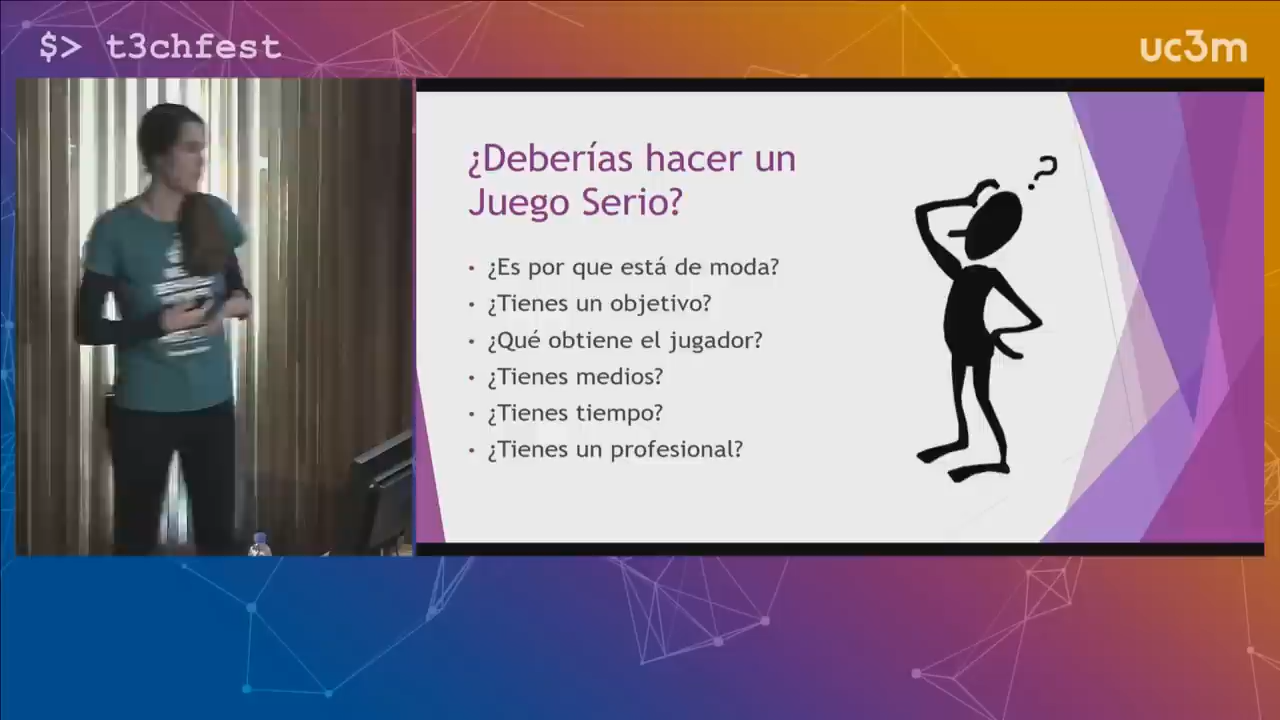 $> t3chfest
uc3m
¿Deberías hacer un
Juego Serio?
• ¿Es por que está de moda?
• ¿Tienes un objetivo?
• ¿Qué obtiene el jugador?
• ¿Tienes medios?
• ¿Tienes tiempo?
• ¿Tienes un profesional?
?